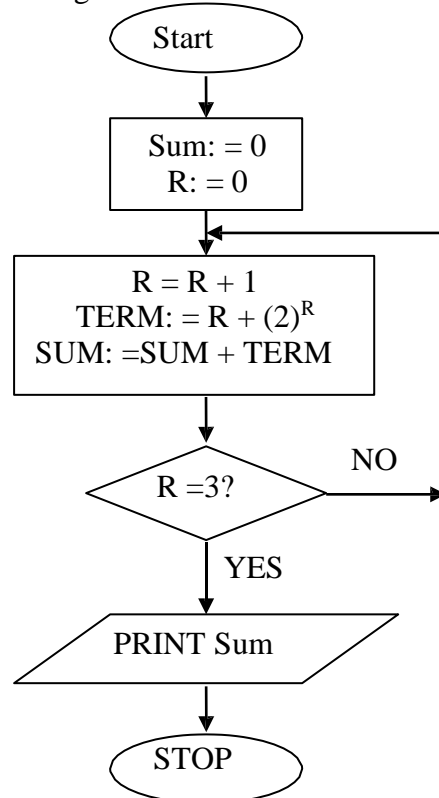 Start
Sum: = 0
R: = 0
R = R + 1
TERM: = R + (2)^R
SUM: =SUM + TERM
R =3?
NO
YES
PRINT Sum
STOP